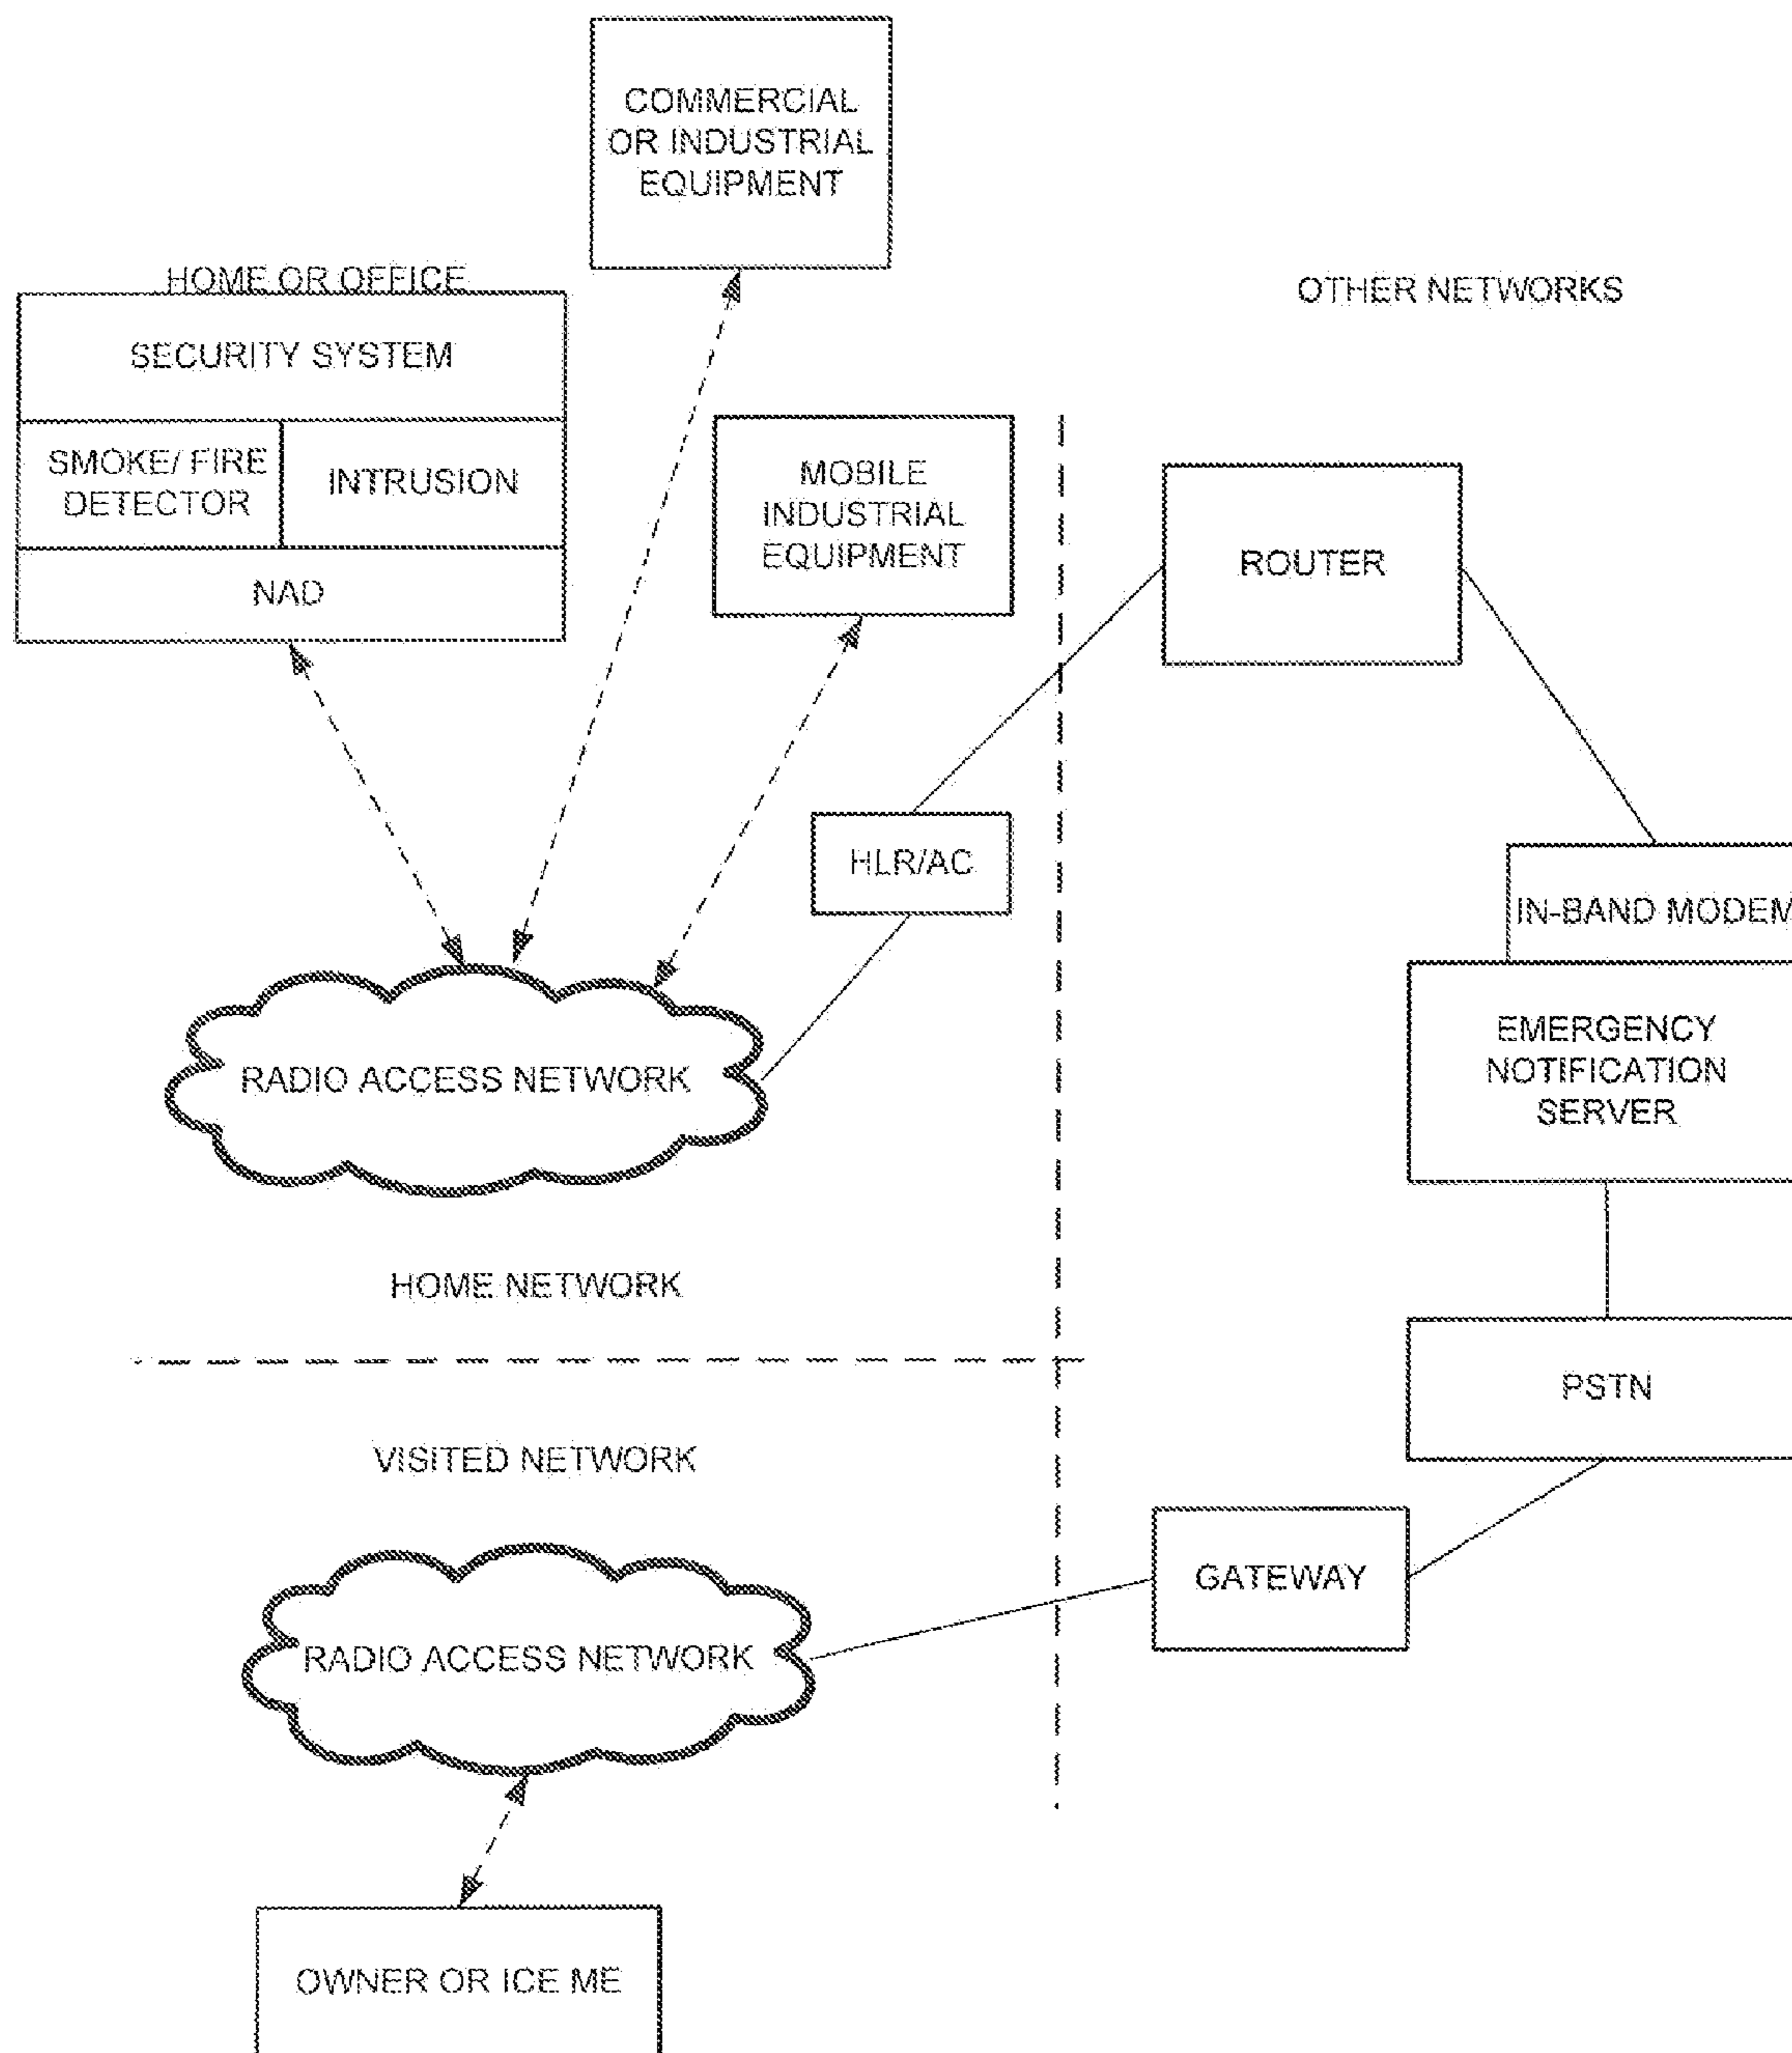 COMMERCIAL
OR INDUSTRIAL
EQUIPMENT
HOME OR OFFICE
OTHER NETWORKS
SECURITY SYSTEM
SMOKE/ FIRE
DETECTOR
INTRUSION
NAD
MOBILE
INDUSTRIAL
EQUIPMENT
ROUTER
HLR/AC
IN-BAND MODEM
EMERGENCY
NOTIFICATION
SERVER
RADIO ACCESS NETWORK
HOME NETWORK
PSTN
VISITED NETWORK
GATEWAY
RADIO ACCESS NETWORK
OWNER OR ICE ME